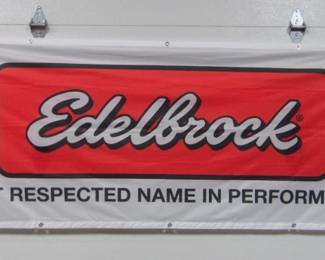 Edelbrock®
T RESPECTED NAME IN PERFORM